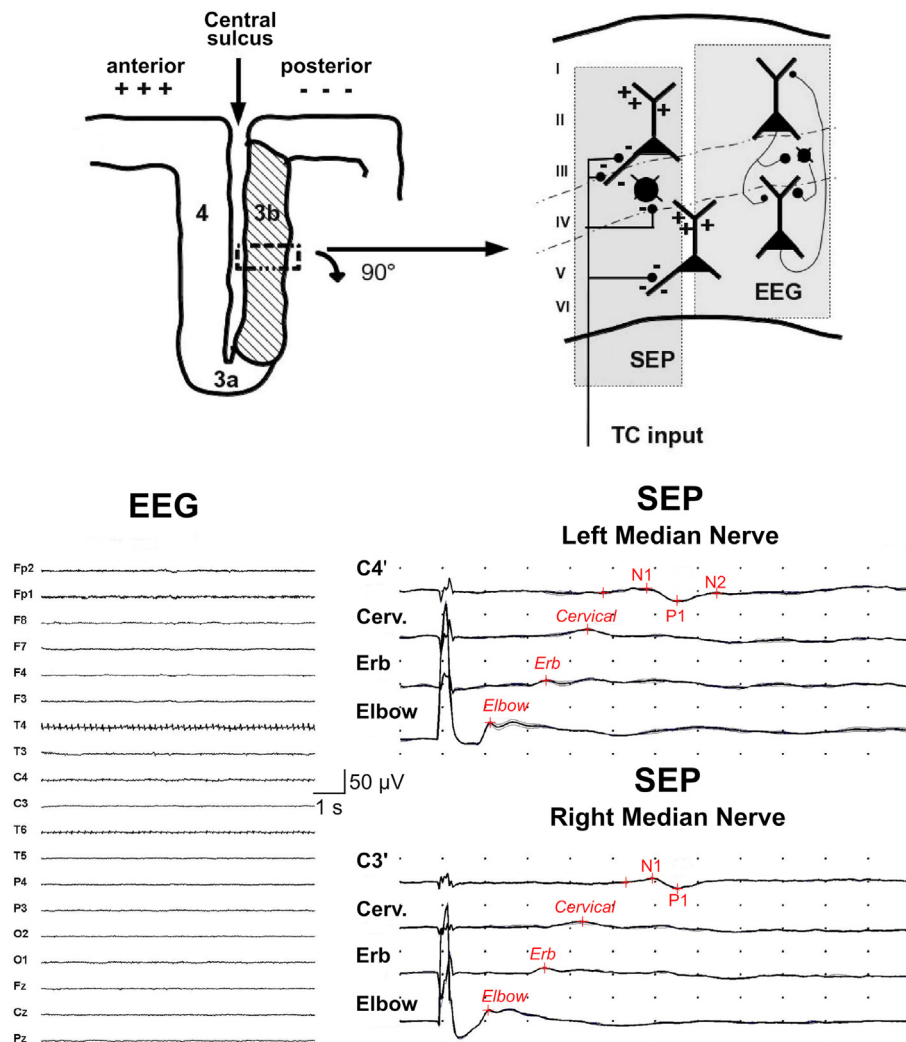 Central
sulcus
anterior
posterior
+ + +
- - -
4
3b
3a
90°
I
II
III
IV
V
VI
+ +
+
-
-
-
+ +
+ +
- -
-
SEP
EEG
TC input
EEG
Fp2
Fp1
F8
F7
F4
F3
T4
T3
C4
C3
T6
T5
P4
P3
O2
O1
Fz
Cz
Pz
50 µV
1 s
SEP
Left Median Nerve
C4'
N1
N2
P1
Cerv.
Cervical
Erb
Erb
Elbow
Elbow
SEP
Right Median Nerve
C3'
N1
P1
Cerv.
Cervical
Erb
Erb
Elbow
Elbow